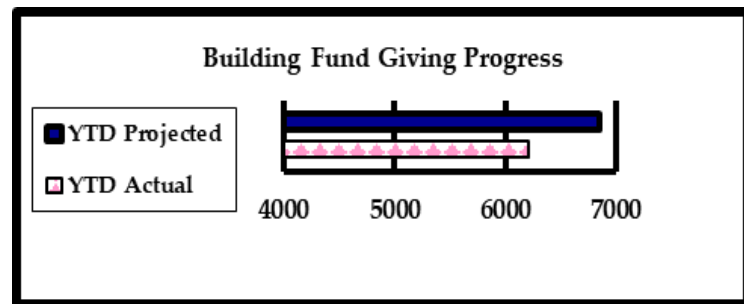 Building Fund Giving Progress
YTD Projected
YTD Actual
4000 5000 6000 7000